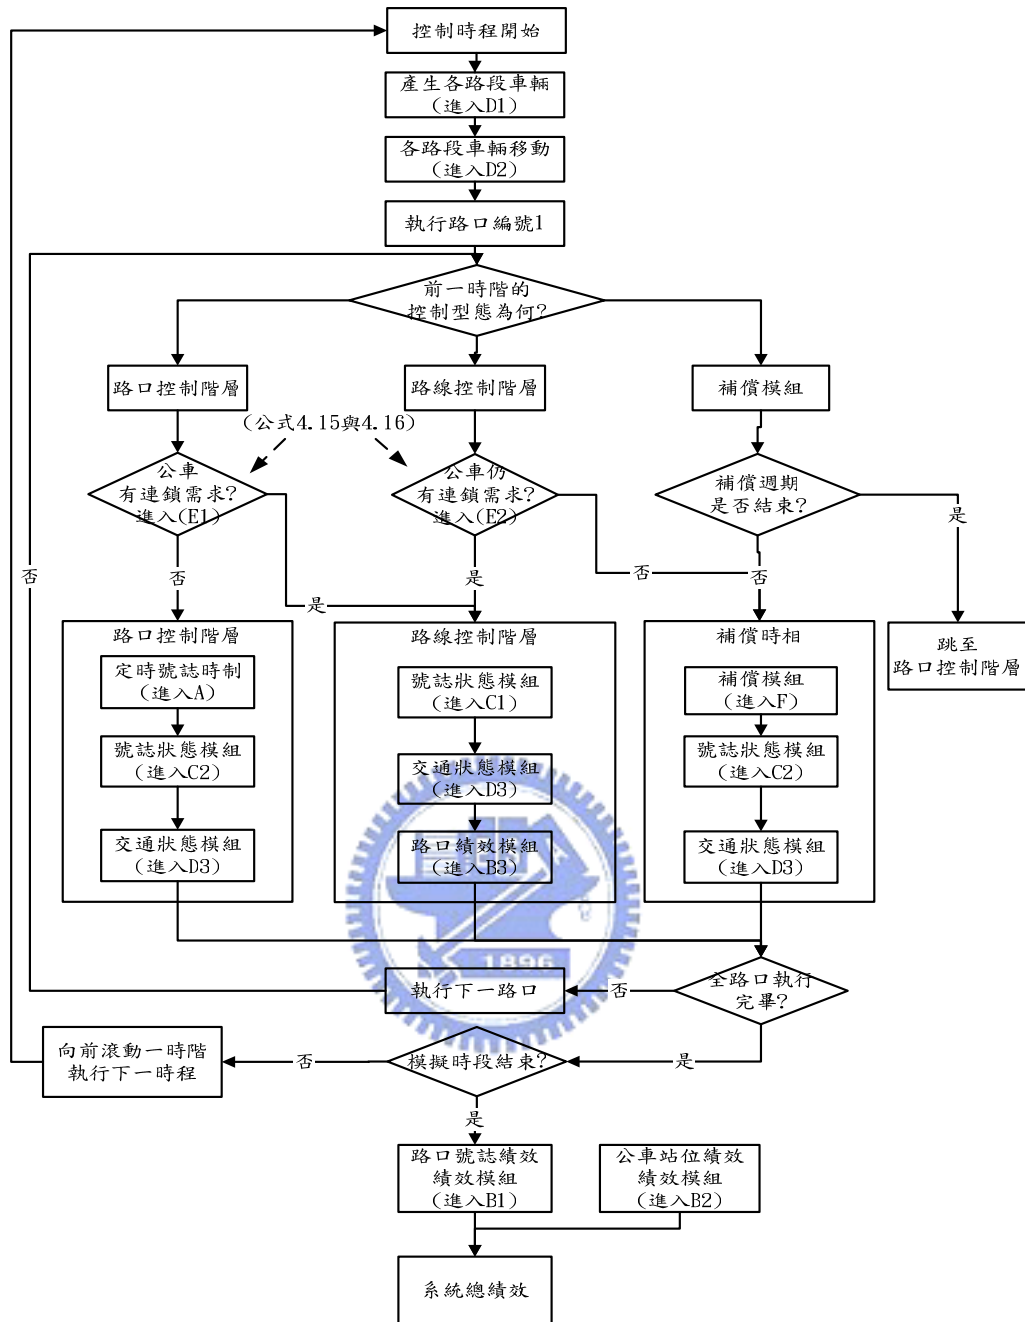 控制時程開始
產生各路段車輛
(進入D1)
各路段車輛移動
(進入D2)
執行路口編號1
前一時階的
控制型態為何?
路口控制階層
路線控制階層
補償模組
(公式4.15與4.16)
公車
有連鎖需求?
進入(E1)
公車仍
有連鎖需求?
進入(E2)
補償週期
是否結束?
是
否
否
是
否
否
是
路口控制階層
定時號誌時制
(進入A)
號誌狀態模組
(進入C2)
交通狀態模組
(進入D3)
路線控制階層
號誌狀態模組
(進入C1)
交通狀態模組
(進入D3)
路口績效模組
(進入B3)
補償時相
補償模組
(進入F)
號誌狀態模組
(進入C2)
交通狀態模組
(進入D3)
跳至
路口控制階層
1896
全路口執行
完畢?
否
執行下一路口
是
模擬時段結束?
否
向前滾動一時階
執行下一時程
是
路口號誌績效
績效模組
(進入B1)
公車站位績效
績效模組
(進入B2)
系統總績效